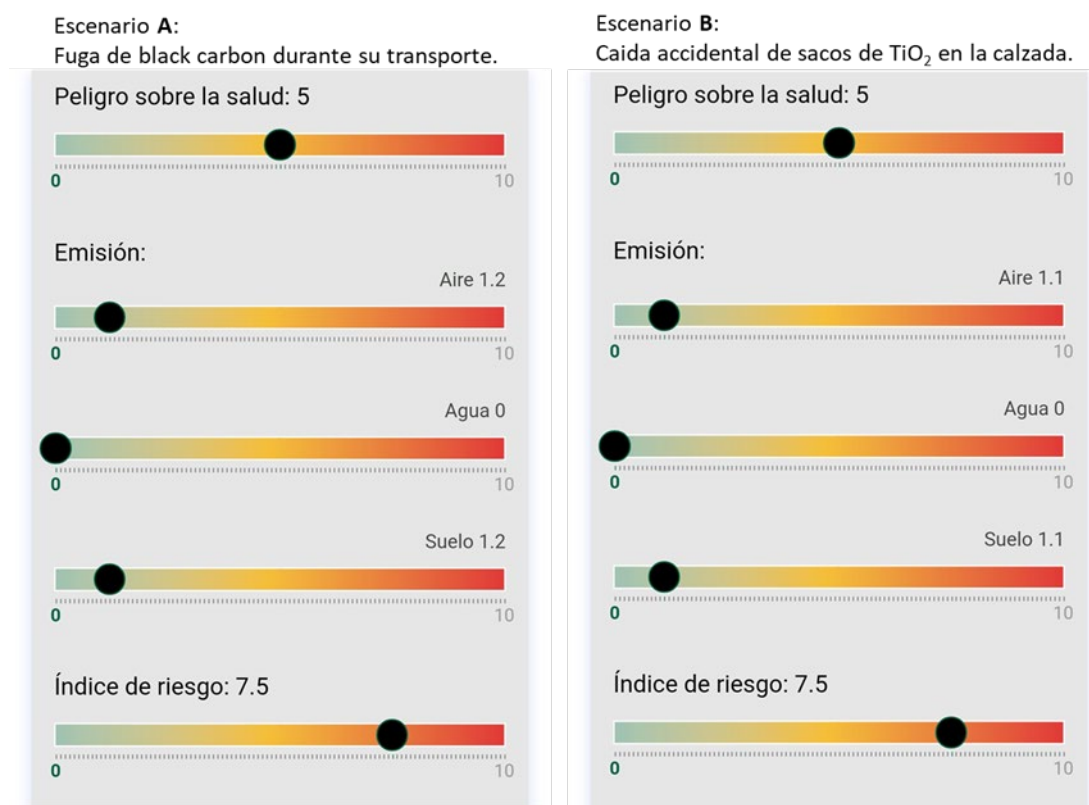 Escenario A:
Fuga de black carbon durante su transporte.
Peligro sobre la salud: 5
0
10
Emisión:
Aire 1.2
0
10
Agua 0
0
10
Suelo 1.2
0
10
Índice de riesgo: 7.5
0
10
Escenario B:
Caida accidental de sacos de TiO₂ en la calzada.
Peligro sobre la salud: 5
0
10
Emisión:
Aire 1.1
0
10
Agua 0
0
10
Suelo 1.1
0
10
Índice de riesgo: 7.5
0
10